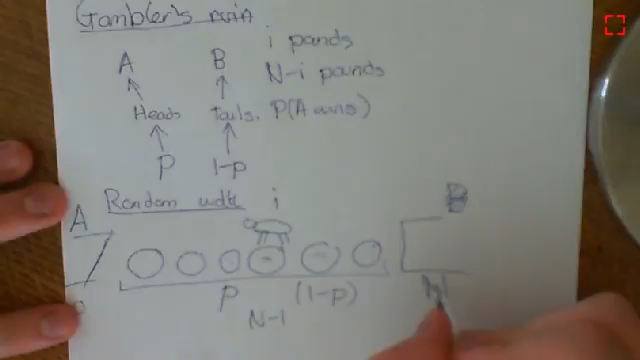 Gambler's ruin
A B i pounds
N-i pounds
Heads Tails. P(A wins)
P 1-p
Random walk i
A B
P (1-p)
N-1